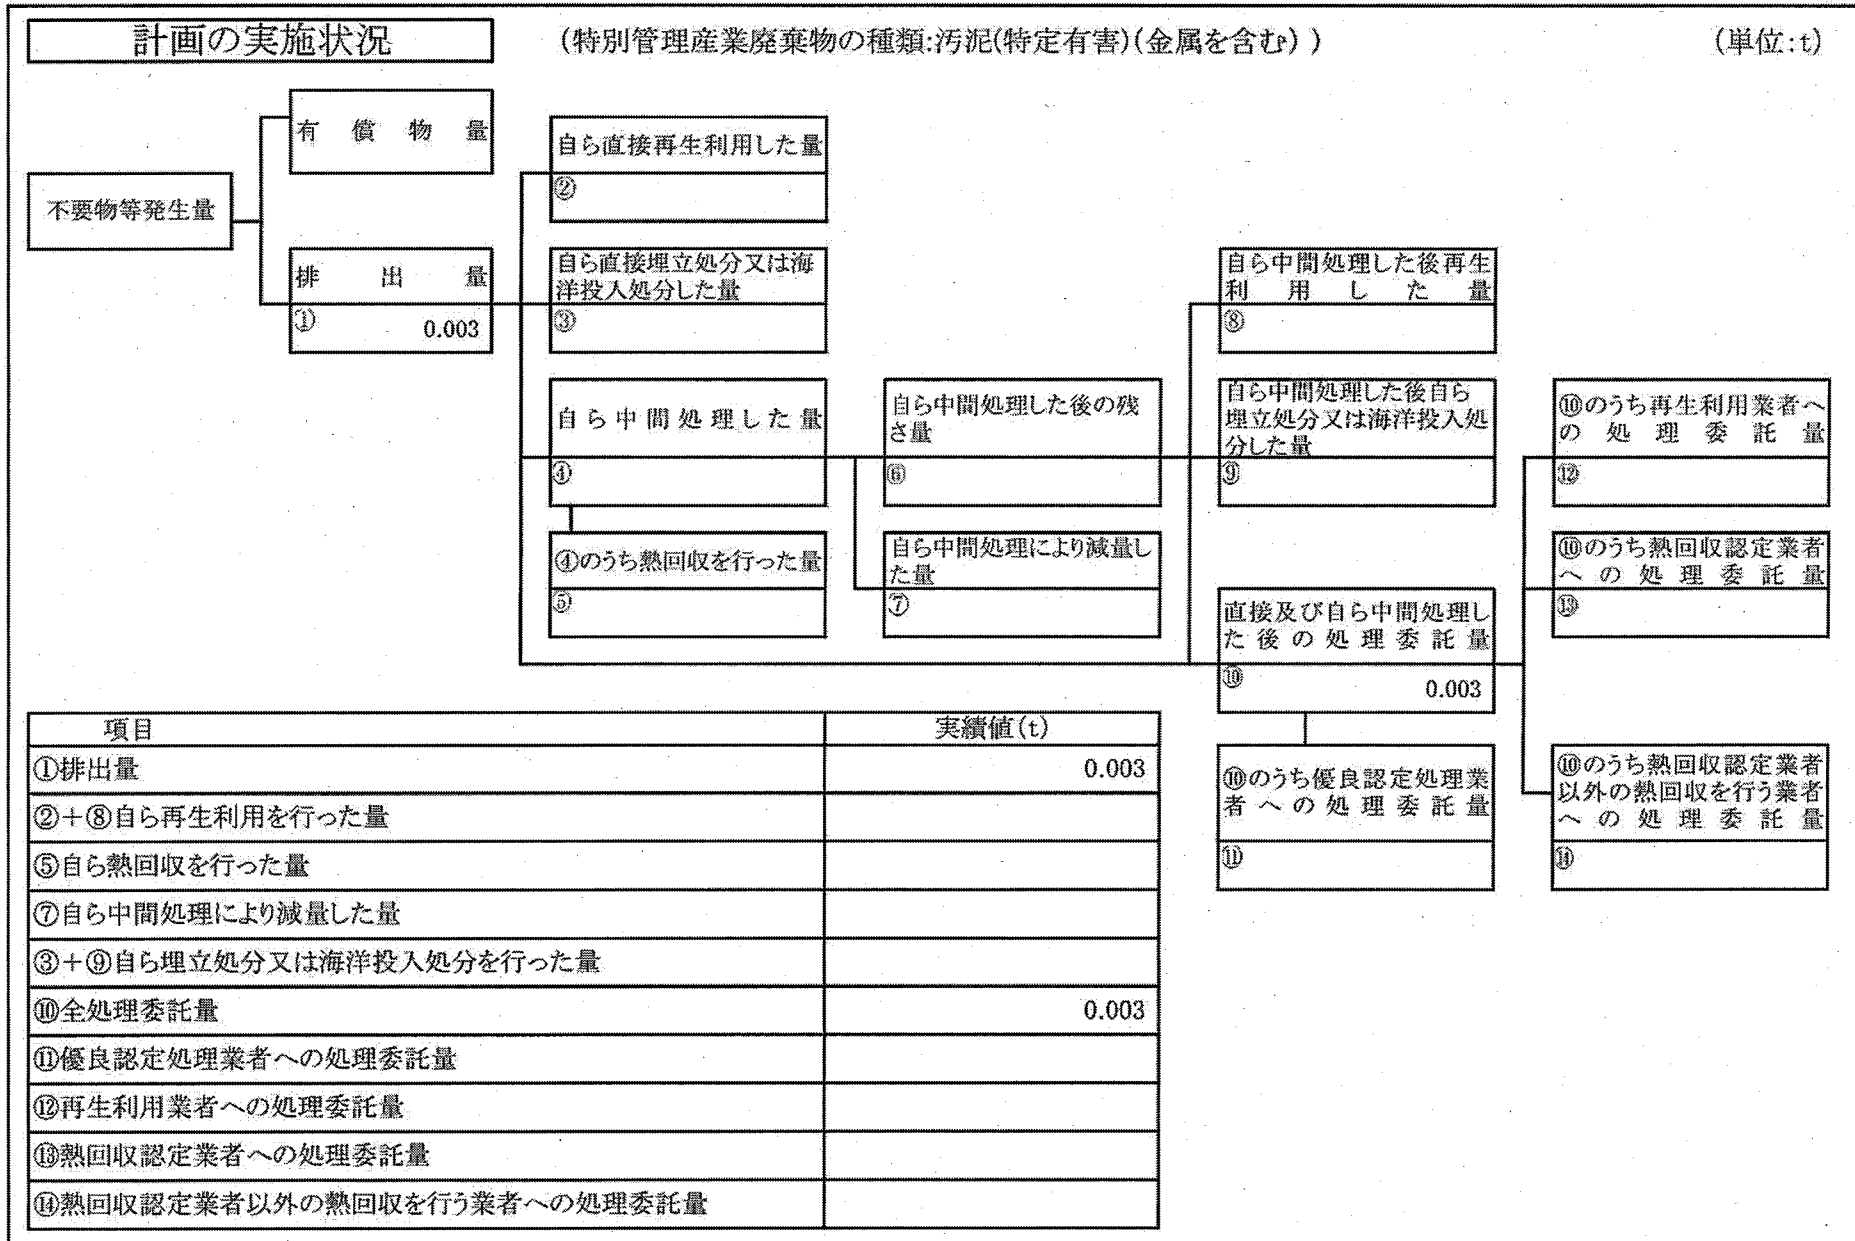 計画の実施状況
(特別管理産業廃棄物の種類:汚泥(特定有害)(金属を含む) )
(単位:t)
有償物量
不要物等発生量
排出量
① 0.003
自ら直接再生利用した量
②
自ら直接埋立処分又は海
洋投入処分した量
③
自ら中間処理した量
④
④のうち熱回収を行った量
⑤
自ら中間処理した後の残
さ量
⑥
自ら中間処理により減量し
た量
⑦
自ら中間処理した後再生
利用した量
⑧
自ら中間処理した後自ら
埋立処分又は海洋投入処
分した量
⑨
直接及び自ら中間処理し
た後の処理委託量
⑩ 0.003
⑩のうち優良認定処理業
者への処理委託量
⑪
⑩のうち再生利用業者へ
の処理委託量
⑫
⑩のうち熱回収認定業者
への処理委託量
⑬
⑩のうち熱回収認定業者
以外の熱回収を行う業者
への処理委託量
⑭
項目 実績値(t)
①排出量 0.003
②+⑧自ら再生利用を行った量
⑤自ら熱回収を行った量
⑦自ら中間処理により減量した量
③+⑨自ら埋立処分又は海洋投入処分を行った量
⑩全処理委託量 0.003
⑪優良認定処理業者への処理委託量
⑫再生利用業者への処理委託量
⑬熱回収認定業者への処理委託量
⑭熱回収認定業者以外の熱回収を行う業者への処理委託量